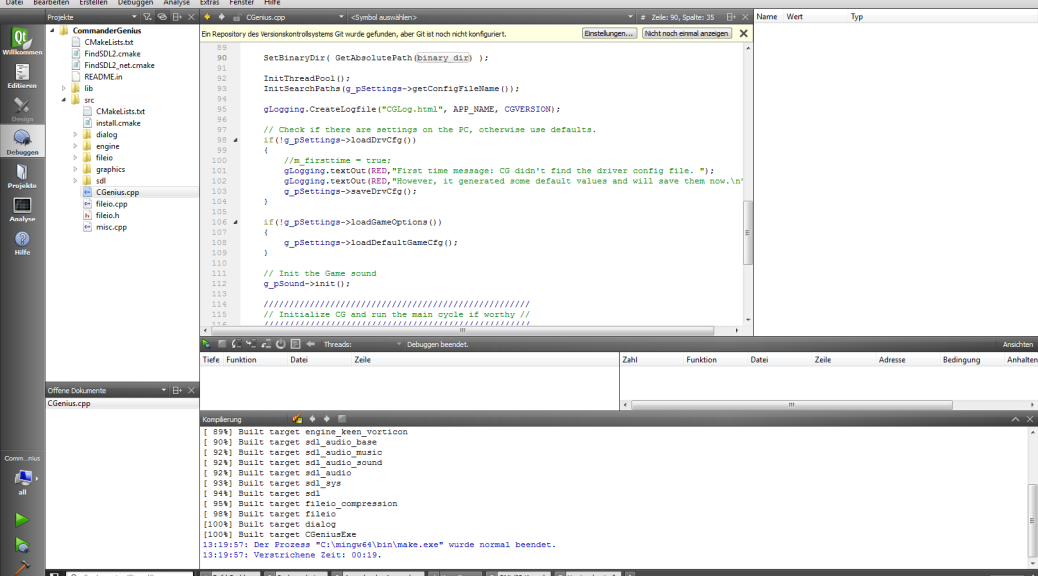 Datei Bearbeiten Erstellen Debuggen Analyse Extras Fenster Hilfe
Projekte
CommanderGenius
CMakeLists.txt
FindSDL2.cmake
FindSDL2_net.cmake
README.in
lib
src
CMakeLists.txt
install.cmake
dialog
engine
fileio
graphics
sdl
CGenius.cpp
fileio.cpp
fileio.h
misc.cpp
Willkommen
Editieren
Design
Debuggen
Projekte
Analyse
Hilfe
Comm...nius
all
Offene Dokumente
CGenius.cpp
CGenius.cpp
<Symbol auswählen>
# Zeile: 90, Spalte: 35
Ein Repository des Versionskontrollsystems Git wurde gefunden, aber Git ist noch nicht konfiguriert.
Einstellungen...
Nicht noch einmal anzeigen
89
90 SetBinaryDir( GetAbsolutePath(binary_dir) );
91
92 InitThreadPool();
93 InitSearchPaths(g_pSettings->getConfigFileName());
94
95 gLogging.CreateLogfile("CGLog.html", APP_NAME, CGVERSION);
96
97 // Check if there are settings on the PC, otherwise use defaults.
98 if(!g_pSettings->loadDrvCfg())
99 {
100 //m_firsttime = true;
101 gLogging.textOut(RED,"First time message: CG didn't find the driver config file. ");
102 gLogging.textOut(RED,"However, it generated some default values and will save them now.\n"
103 g_pSettings->saveDrvCfg();
104 }
105
106 if(!g_pSettings->loadGameOptions())
107 {
108 g_pSettings->loadDefaultGameCfg();
109 }
110
111 // Init the Game sound
112 g_pSound->init();
113
114 ////////////////////////////////////////////////////
115 // Initialize CG and run the main cycle if worthy //
116 ////////////////////////////////////////////////////
Name Wert Typ
Threads:
Debuggen beendet.
Ansichten
Tiefe Funktion Datei Zeile
Zahl Funktion Datei Zeile Adresse Bedingung Anhalten
Kompilierung
[ 89%] Built target engine_keen_vorticon
[ 90%] Built target sdl_audio_base
[ 92%] Built target sdl_audio_music
[ 92%] Built target sdl_audio_sound
[ 92%] Built target sdl_audio
[ 93%] Built target sdl_sys
[ 94%] Built target sdl
[ 95%] Built target fileio_compression
[ 98%] Built target fileio
[100%] Built target dialog
[100%] Built target CGeniusExe
13:19:57: Der Prozess "C:\mingw64\bin\make.exe" wurde normal beendet.
13:19:57: Verstrichene Zeit: 00:19.